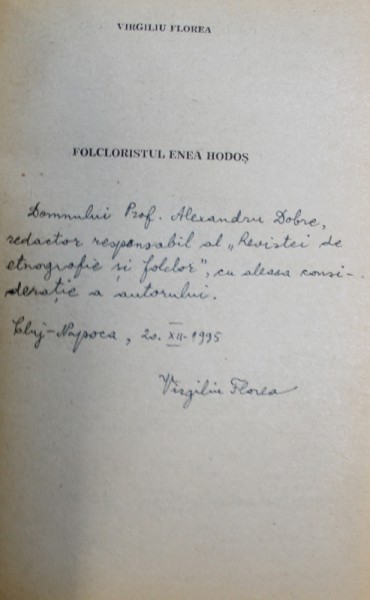 VIRGILIU FLOREA
FOLCLORISTUL ENEA HODOȘ
Domnului Prof. Alexandru Dobre,
redactor responsabil al „Revistei de
etnografie și folclor”, cu aleasa consi-
derație a autorului.
Cluj-Napoca, 20. XII. 1995
Virgiliu Florea